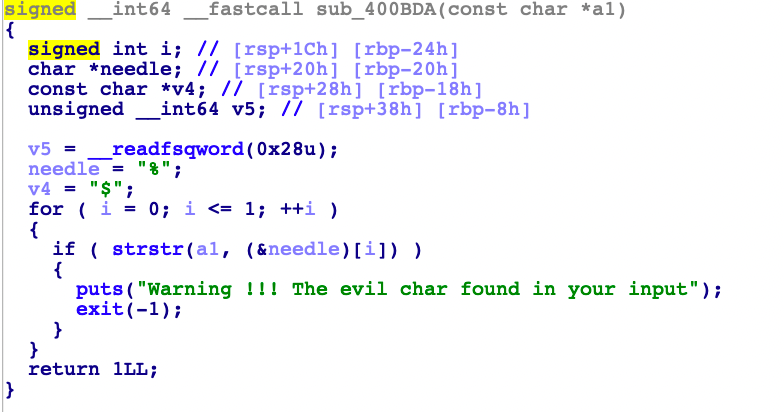 signed __int64 __fastcall sub_400BDA(const char *a1)
{
  signed int i; // [rsp+1Ch] [rbp-24h]
  char *needle; // [rsp+20h] [rbp-20h]
  const char *v4; // [rsp+28h] [rbp-18h]
  unsigned __int64 v5; // [rsp+38h] [rbp-8h]

  v5 = __readfsqword(0x28u);
  needle = "%";
  v4 = "$";
  for ( i = 0; i <= 1; ++i )
  {
    if ( strstr(a1, (&needle)[i]) )
    {
      puts("Warning !!! The evil char found in your input");
      exit(-1);
    }
  }
  return 1LL;
}